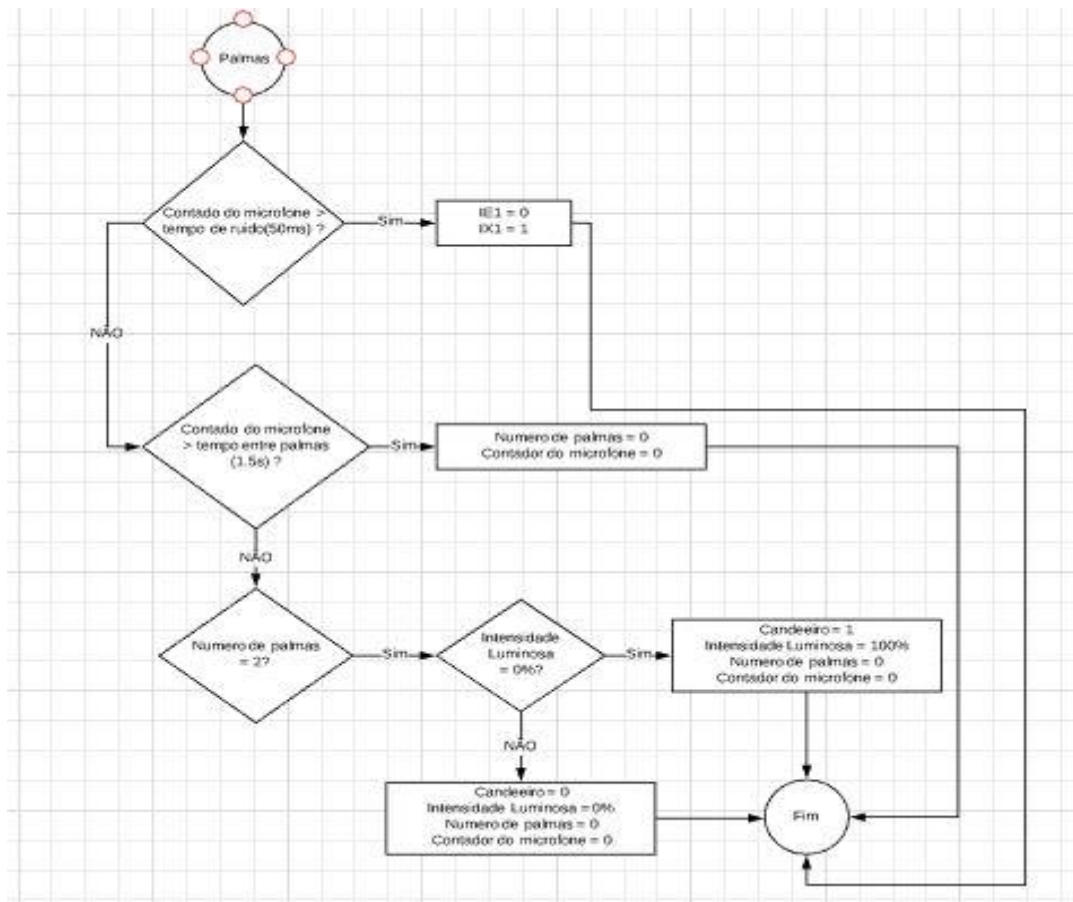 Palmas
Contado do microfone >
tempo de ruido(50ms) ?
Sim
IE1 = 0
IX1 = 1
NÃO
Contado do microfone
> tempo entre palmas
(1.5s) ?
Sim
Numero de palmas = 0
Contador do microfone = 0
NÃO
Numero de palmas
= 2?
Sim
Intensidade
Luminosa
= 0%?
Sim
Candeeiro = 1
Intensidade Luminosa = 100%
Numero de palmas = 0
Contador do microfone = 0
NÃO
Candeeiro = 0
Intensidade Luminosa =0%
Numero de palmas = 0
Contador do microfone = 0
Fim